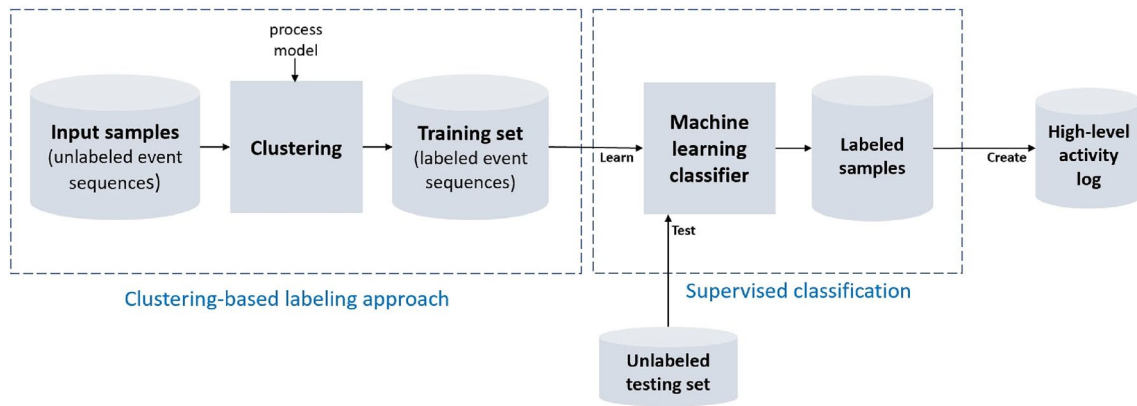 process
model
Input samples
(unlabeled event
sequences)
Clustering
Training set
(labeled event
sequences)
Learn
Machine
learning
classifier
Labeled
samples
Create
High-level
activity
log
Test
Clustering-based labeling approach
Supervised classification
Unlabeled
testing set